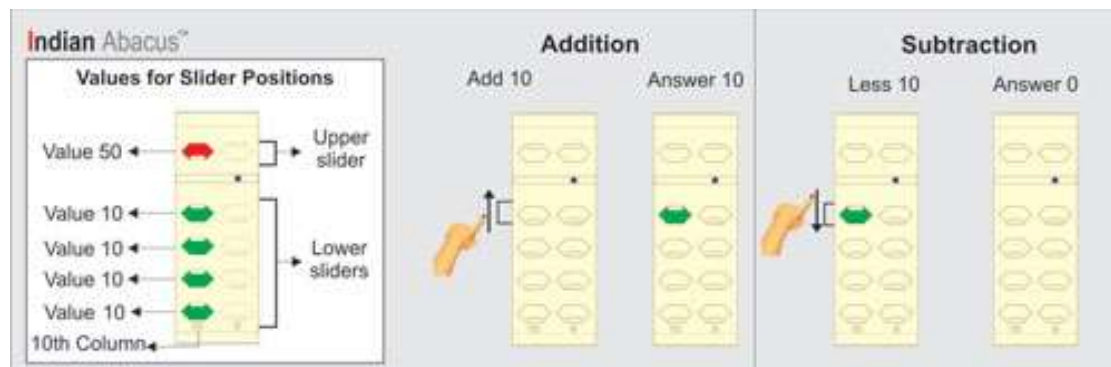 Indian Abacus™
Values for Slider Positions
Value 50
Upper
slider
Value 10
Value 10
Value 10
Value 10
Lower
sliders
10th Column
Addition
Add 10
Answer 10
Subtraction
Less 10
Answer 0